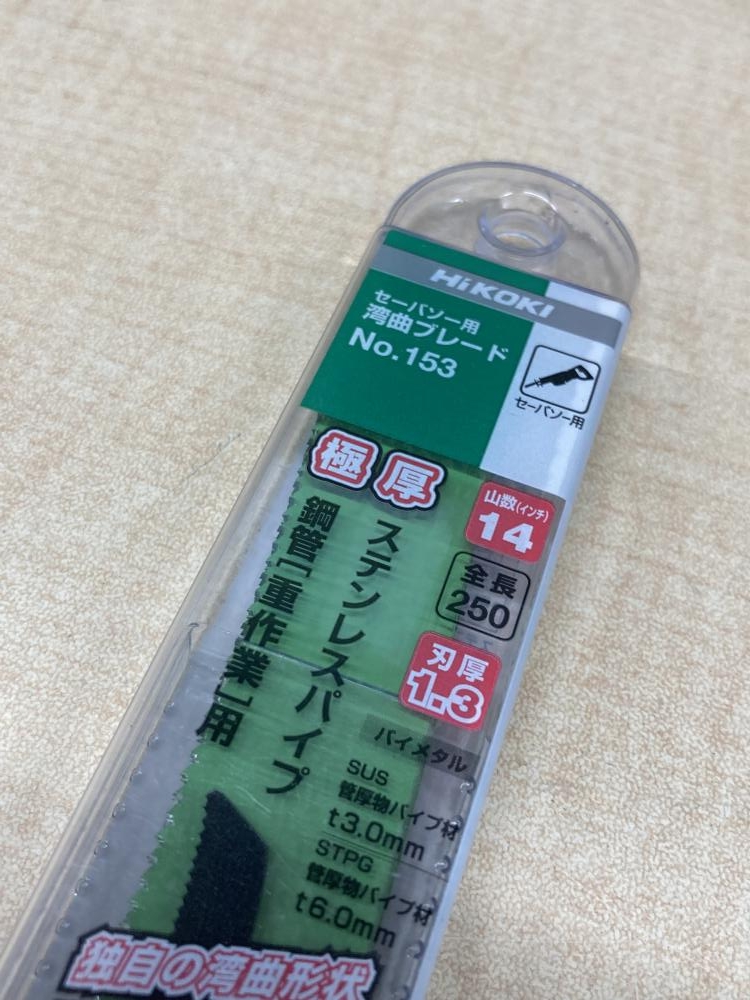 HiKOKI
セーバソー用
湾曲ブレード
No.153
セーバソー用
極厚
ステンレスパイプ
鋼管[重作業]用
山数(インチ)
14
全長
250
刃厚
1.3
バイメタル
SUS
管厚物パイプ材
t3.0mm
STPG
管厚物パイプ材
t6.0mm
独自の湾曲形状